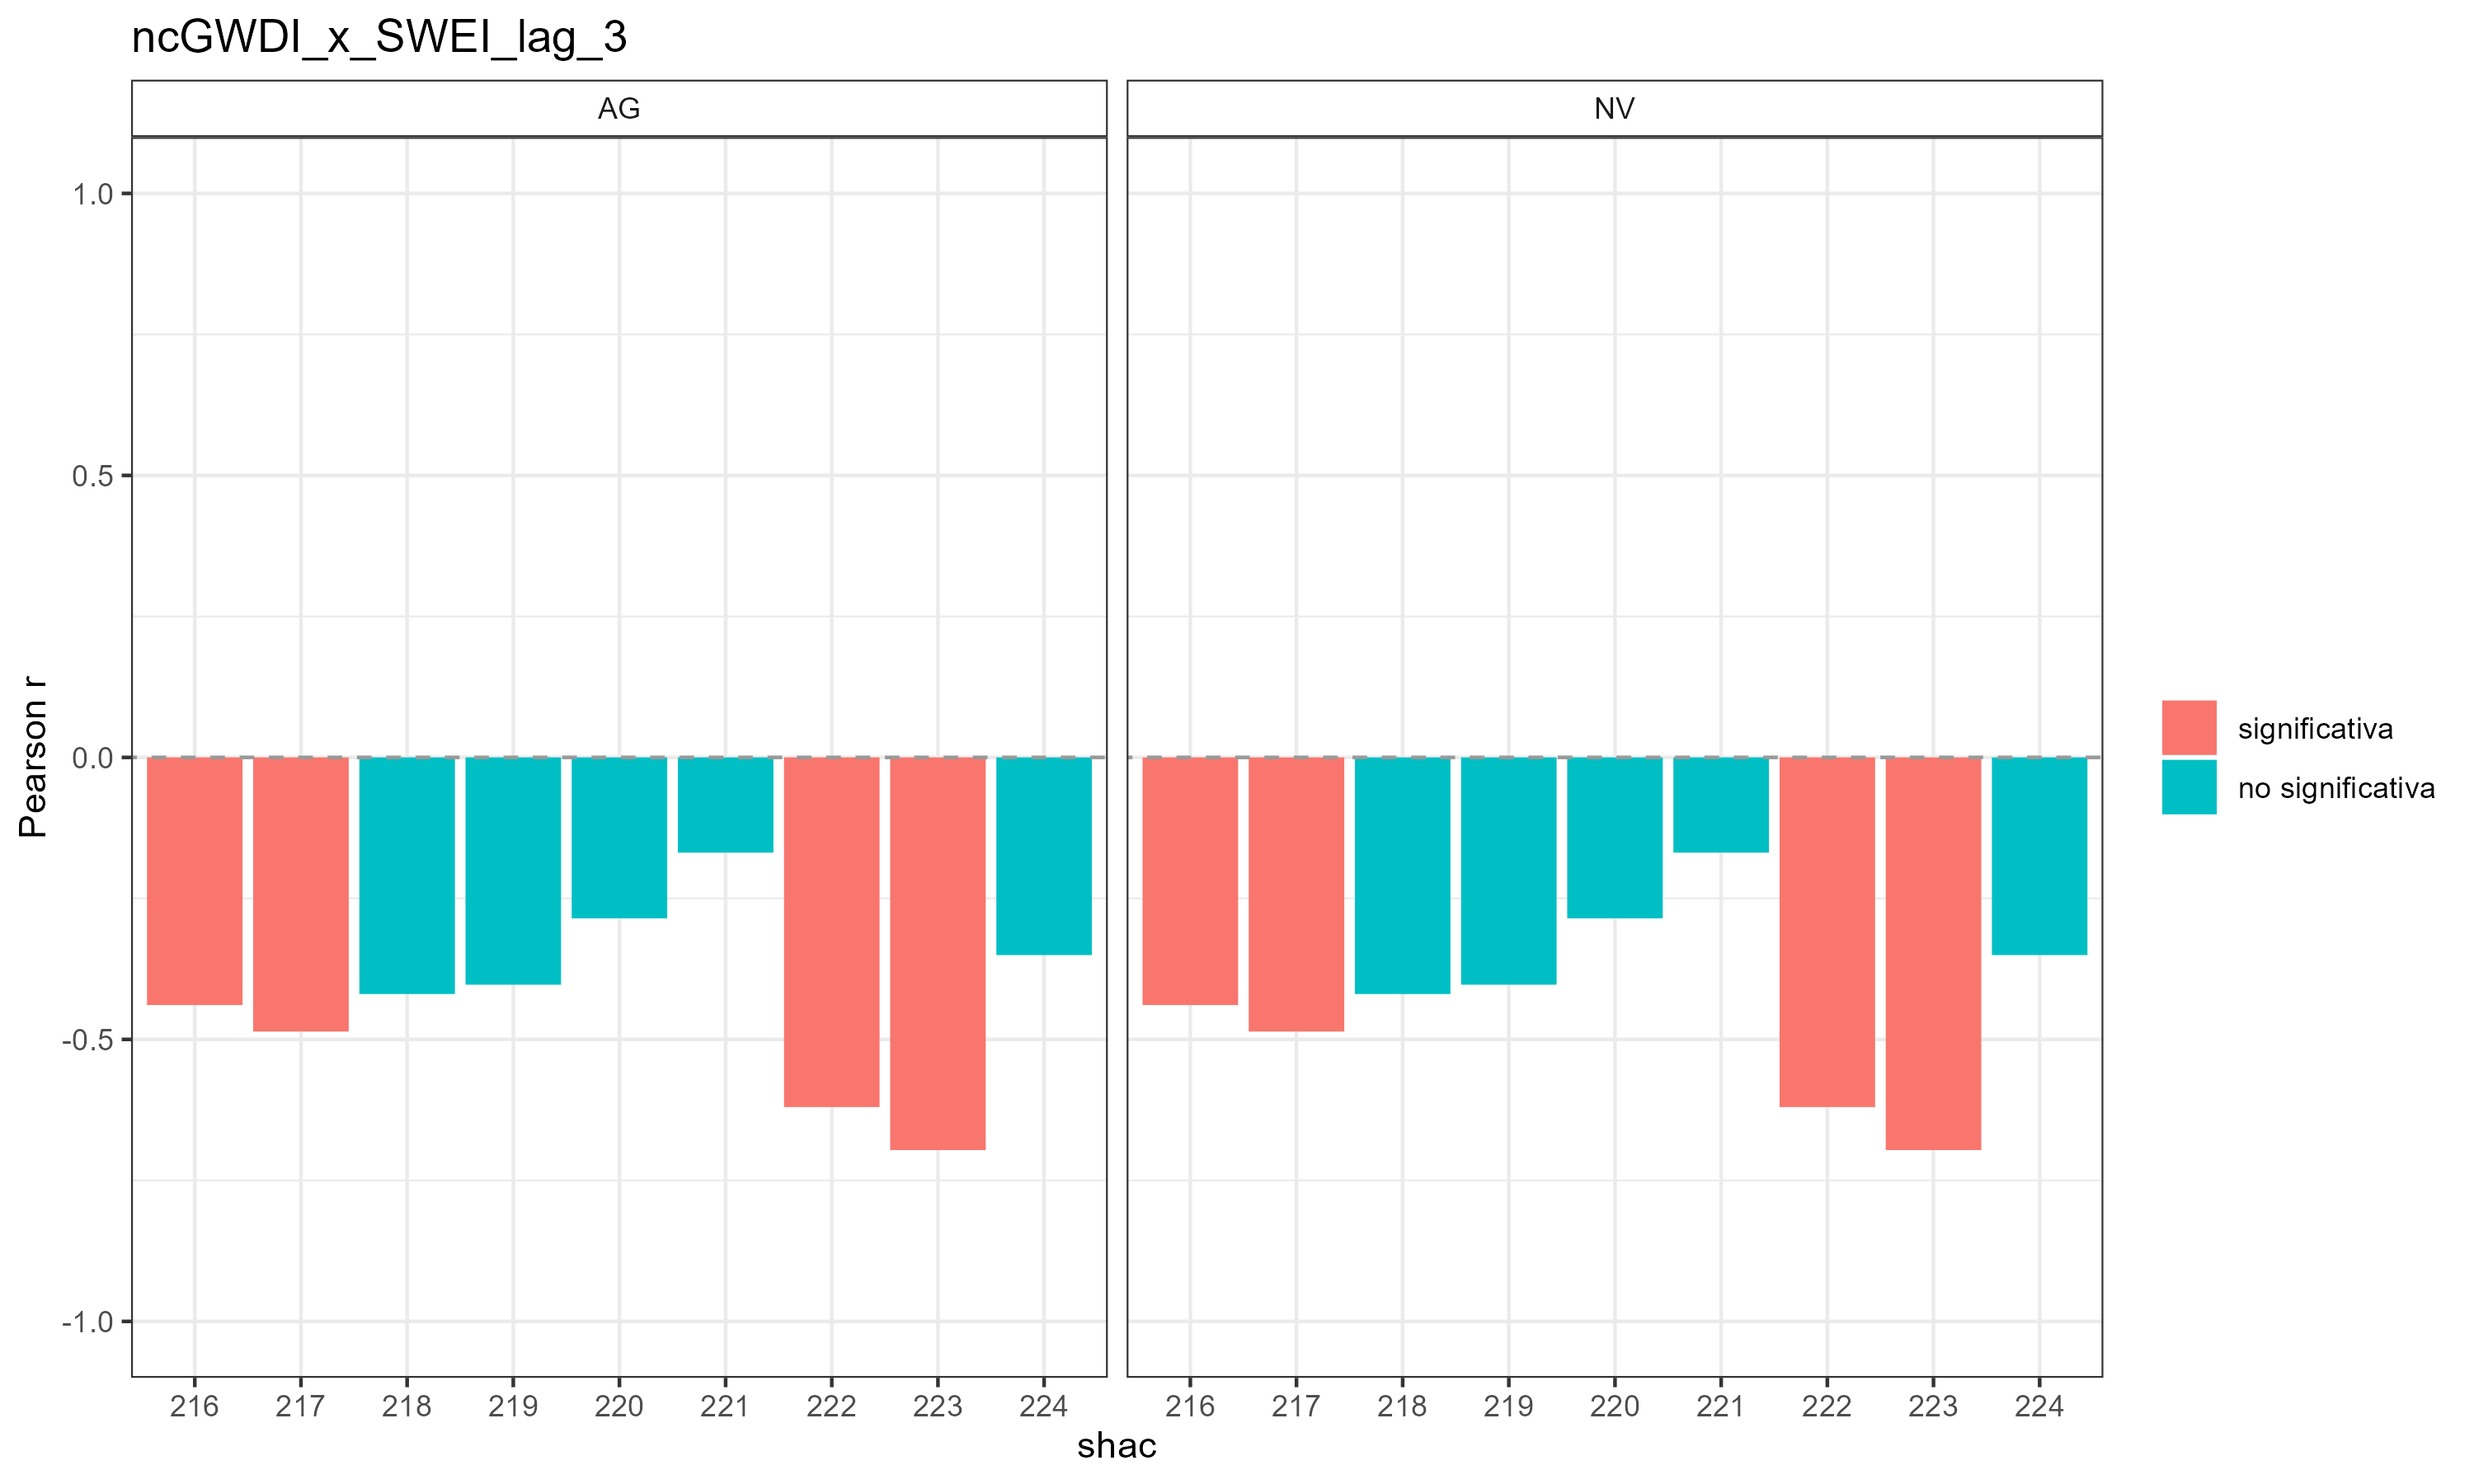 ncGWDI_x_SWEI_lag_3
AG
NV
1.0
0.5
0.0
-0.5
-1.0
Pearson r
216 217 218 219 220 221 222 223 224
216 217 218 219 220 221 222 223 224
shac
significativa
no significativa